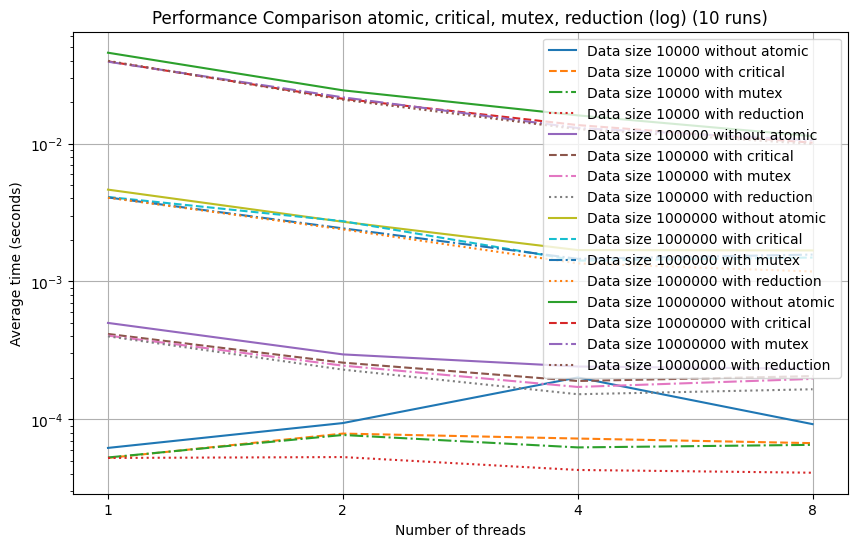 Performance Comparison atomic, critical, mutex, reduction (log) (10 runs)
Average time (seconds)
10⁻²
10⁻³
10⁻⁴
Data size 10000 without atomic
Data size 10000 with critical
Data size 10000 with mutex
Data size 10000 with reduction
Data size 100000 without atomic
Data size 100000 with critical
Data size 100000 with mutex
Data size 100000 with reduction
Data size 1000000 without atomic
Data size 1000000 with critical
Data size 1000000 with mutex
Data size 1000000 with reduction
Data size 10000000 without atomic
Data size 10000000 with critical
Data size 10000000 with mutex
Data size 10000000 with reduction
1 2 4 8
Number of threads